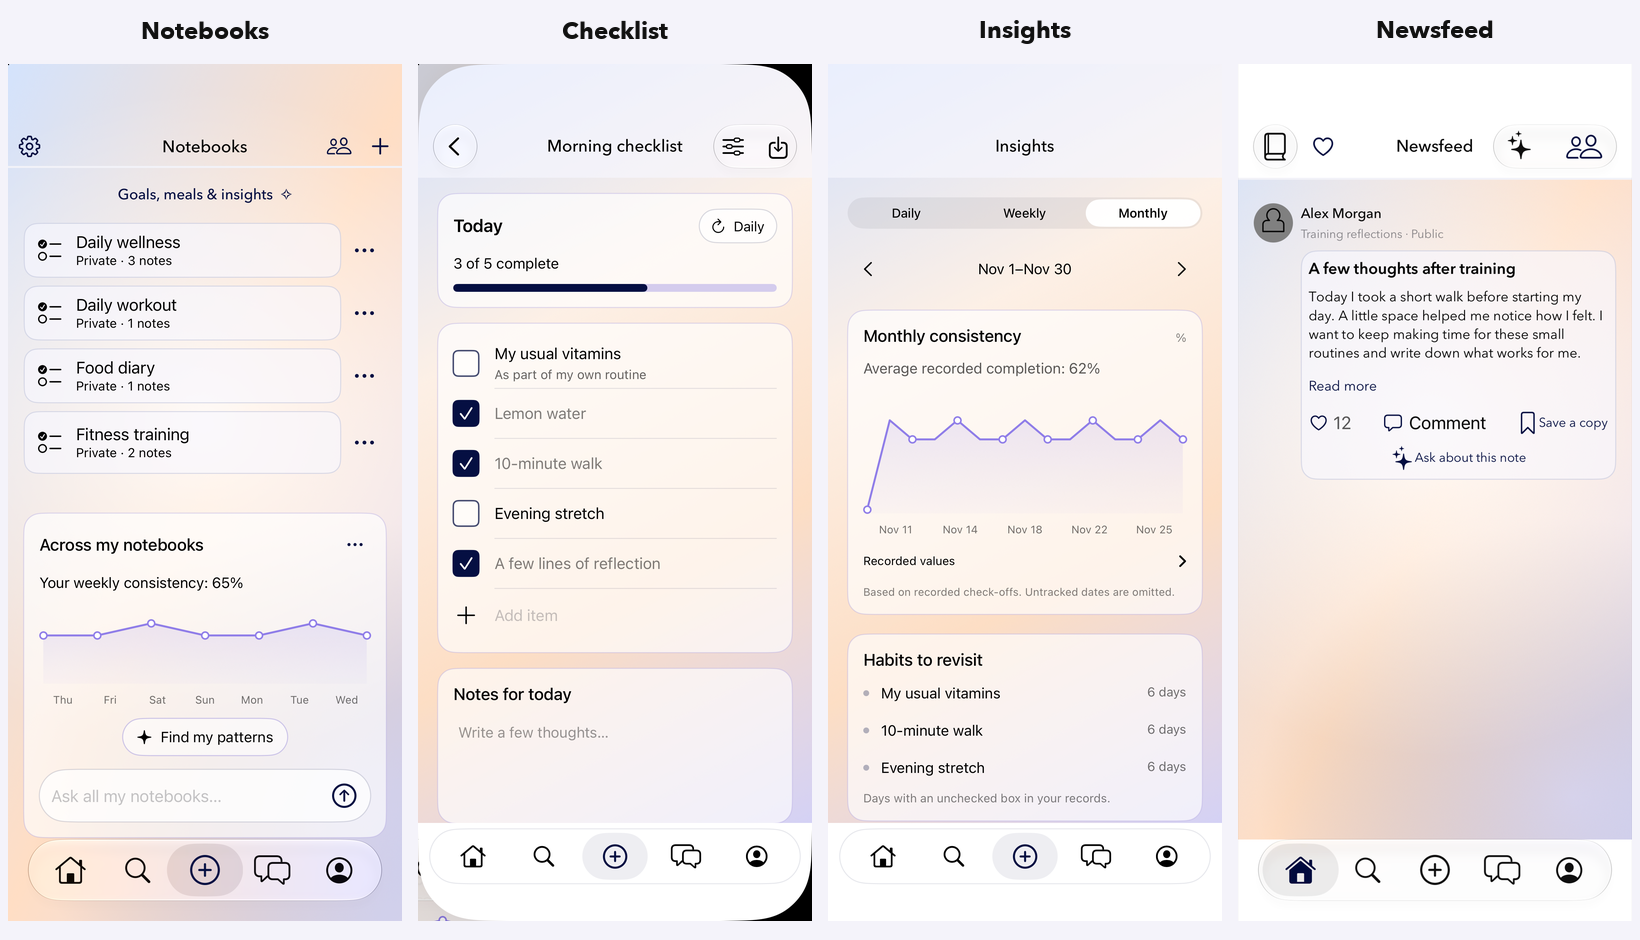 Notebooks
Notebooks
Goals, meals & insights
Daily wellness
Private · 3 notes
Daily workout
Private · 1 notes
Food diary
Private · 1 notes
Fitness training
Private · 2 notes
Across my notebooks
Your weekly consistency: 65%
Thu Fri Sat Sun Mon Tue Wed
Find my patterns
Ask all my notebooks...
Checklist
Morning checklist
Today
Daily
3 of 5 complete
My usual vitamins
As part of my own routine
Lemon water
10-minute walk
Evening stretch
A few lines of reflection
Add item
Notes for today
Write a few thoughts...
Insights
Insights
Daily Weekly Monthly
Nov 1–Nov 30
Monthly consistency %
Average recorded completion: 62%
Nov 11 Nov 14 Nov 18 Nov 22 Nov 25
Recorded values
Based on recorded check-offs. Untracked dates are omitted.
Habits to revisit
My usual vitamins 6 days
10-minute walk 6 days
Evening stretch 6 days
Days with an unchecked box in your records.
Newsfeed
Newsfeed
Alex Morgan
Training reflections · Public
A few thoughts after training
Today I took a short walk before starting my
day. A little space helped me notice how I felt. I
want to keep making time for these small
routines and write down what works for me.
Read more
12 Comment Save a copy
Ask about this note